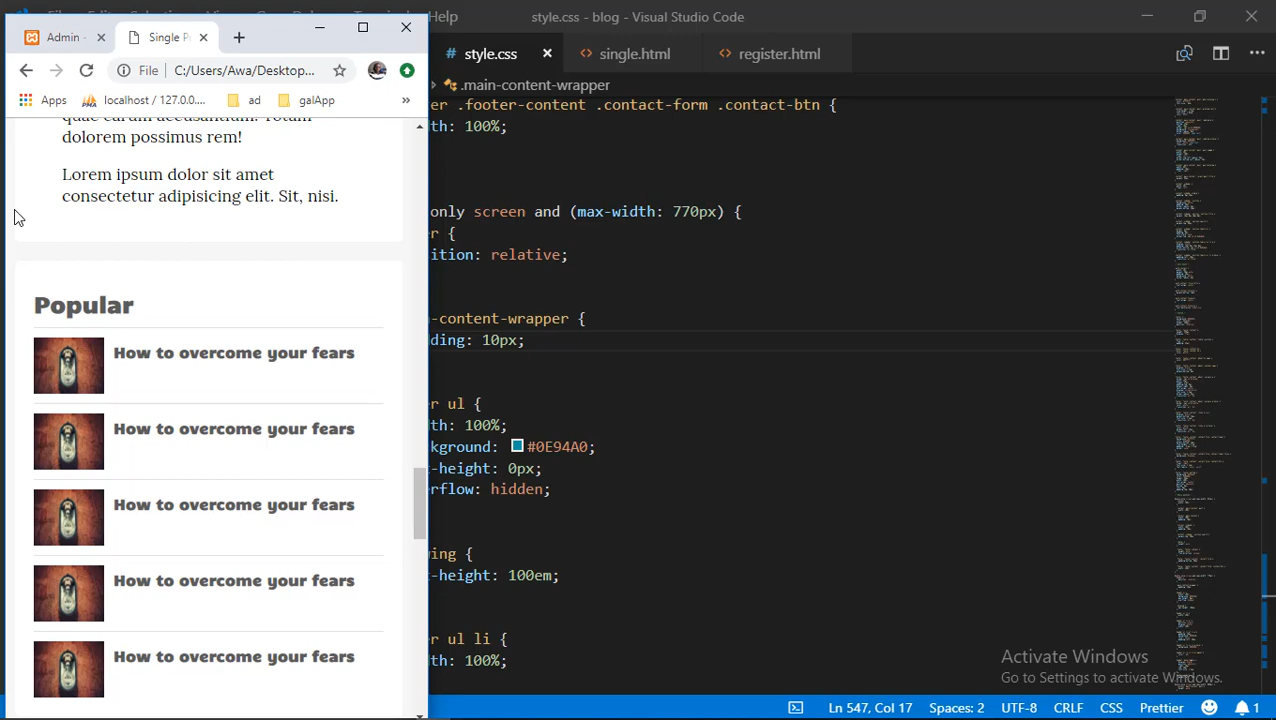 Help
style.css - blog - Visual Studio Code
Admin -
Single P
style.css
single.html
register.html
File
C:/Users/Awa/Desktop...
.main-content-wrapper
Apps
localhost / 127.0.0....
ad
galApp
»
er .footer-content .contact-form .contact-btn {
th: 100%;
dolorem possimus rem!
Lorem ipsum dolor sit amet
consectetur adipisicing elit. Sit, nisi.
only screen and (max-width: 770px) {
r {
ition: relative;
Popular
n-content-wrapper {
ding: 10px;
How to overcome your fears
er ul {
th: 100%;
How to overcome your fears
kground: #0E94A0;
-height: 0px;
erflow: hidden;
How to overcome your fears
wing {
t-height: 100em;
How to overcome your fears
er ul li {
th: 100%;
How to overcome your fears
Activate Windows
Go to Settings to activate Windows.
Ln 547, Col 17
Spaces: 2
UTF-8
CRLF
CSS
Prettier
1